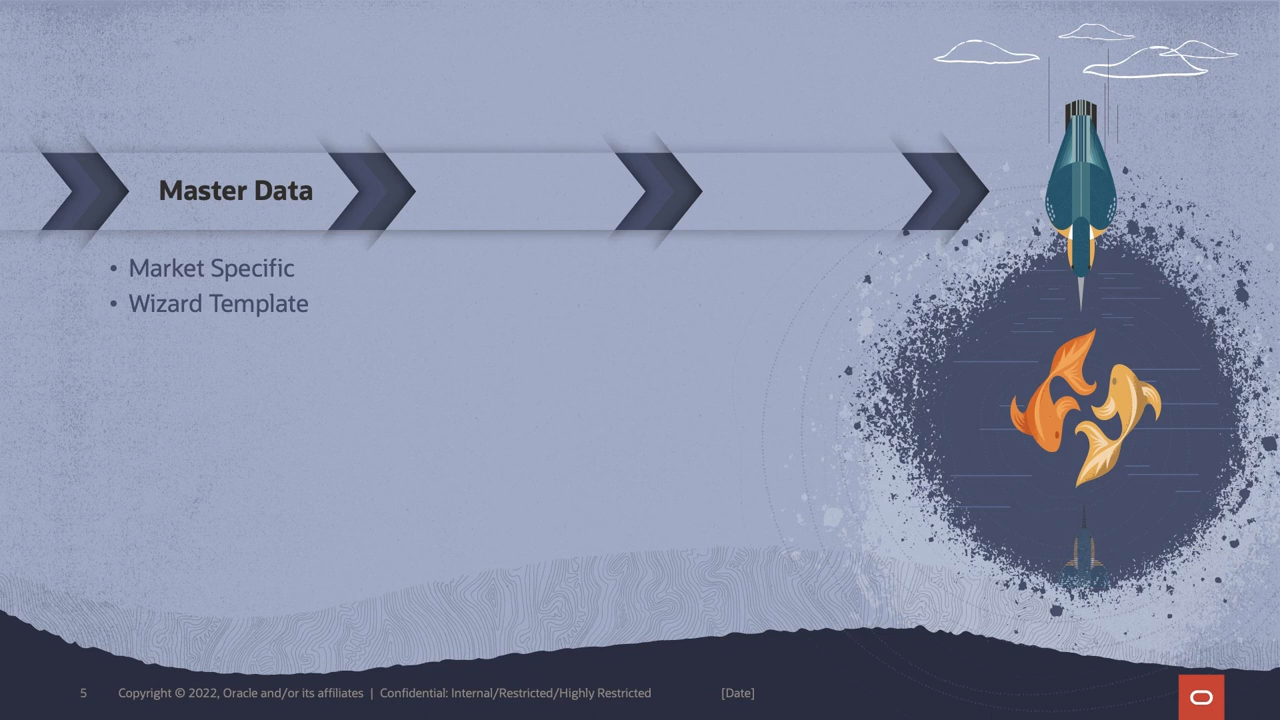 Master Data
• Market Specific
• Wizard Template
5 Copyright © 2022, Oracle and/or its affiliates | Confidential: Internal/Restricted/Highly Restricted [Date]